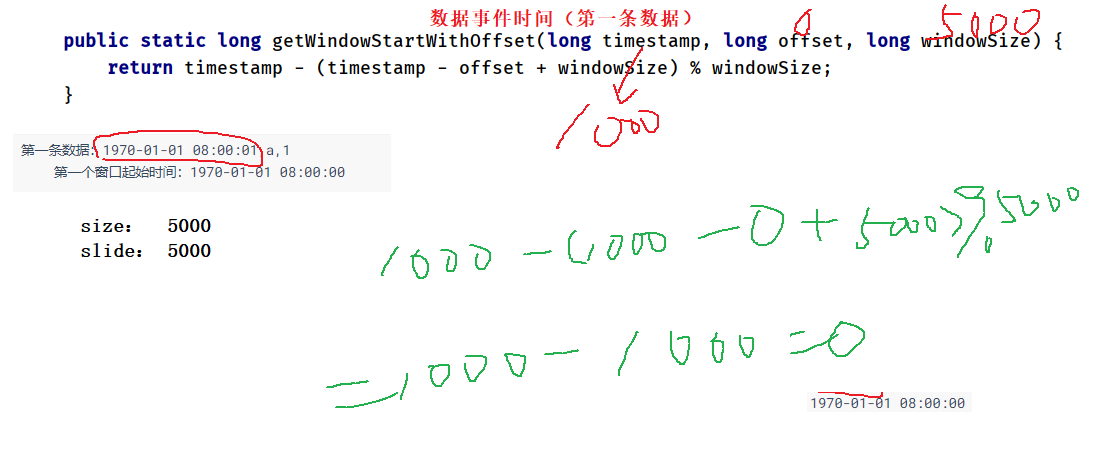 数据事件时间（第一条数据）
0 5000
public static long getWindowStartWithOffset(long timestamp, long offset, long windowSize) {
return timestamp - (timestamp - offset + windowSize) % windowSize;
}
1000
第一条数据：1970-01-01 08:00:01 a,1
第一个窗口起始时间：1970-01-01 08:00:00
size： 5000
slide： 5000
1000 - (1000 - 0 + 5000) % 5000
= 1000 - 1000 = 0
1970-01-01 08:00:00